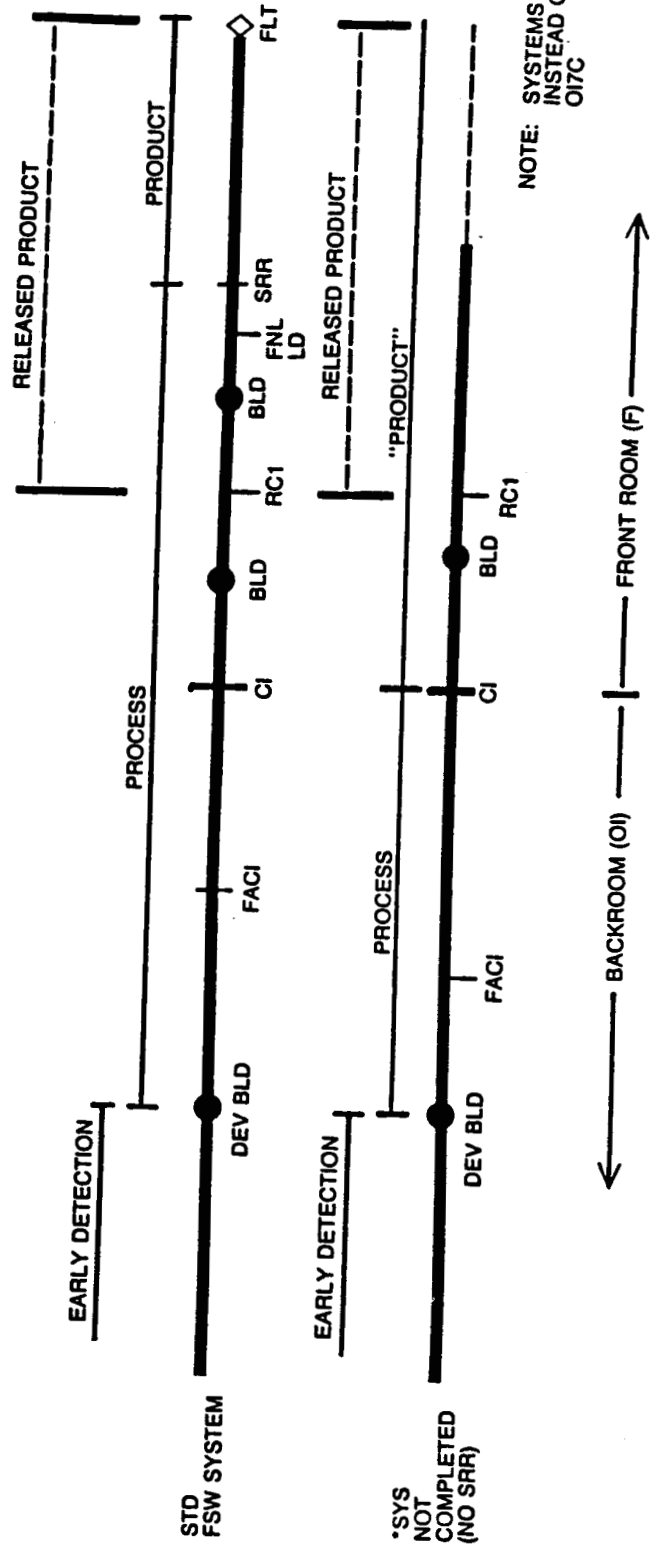 RELEASED PRODUCT
PRODUCT
PROCESS
EARLY DETECTION
STD
FSW SYSTEM
DEV BLD
FACI
CI
BLD
RC1
BLD
FNL
LD
SRR
FLT
RELEASED PRODUCT
"PRODUCT"
PROCESS
EARLY DETECTION
*SYS
NOT
COMPLETED
(NO SRR)
DEV BLD
FACI
CI
BLD
RC1
NOTE: SYSTEMS
INSTEAD
OI7C
BACKROOM (OI)
FRONT ROOM (F)